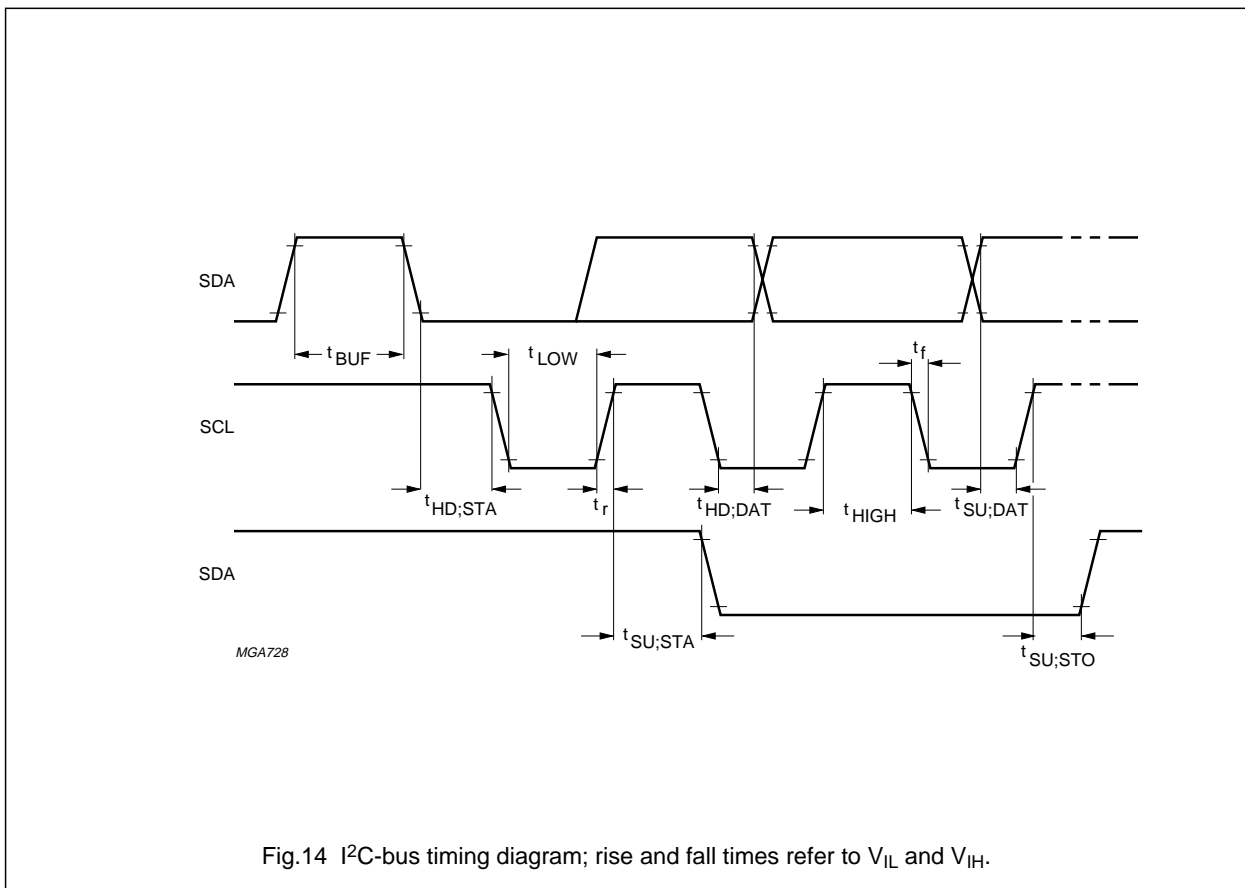 SDA
t BUF
t LOW
t f
SCL
t HD;STA
t r
t HD;DAT
t HIGH
t SU;DAT
SDA
t SU;STA
t SU;STO
MGA728
Fig.14 I2C-bus timing diagram; rise and fall times refer to VIL and VIH.